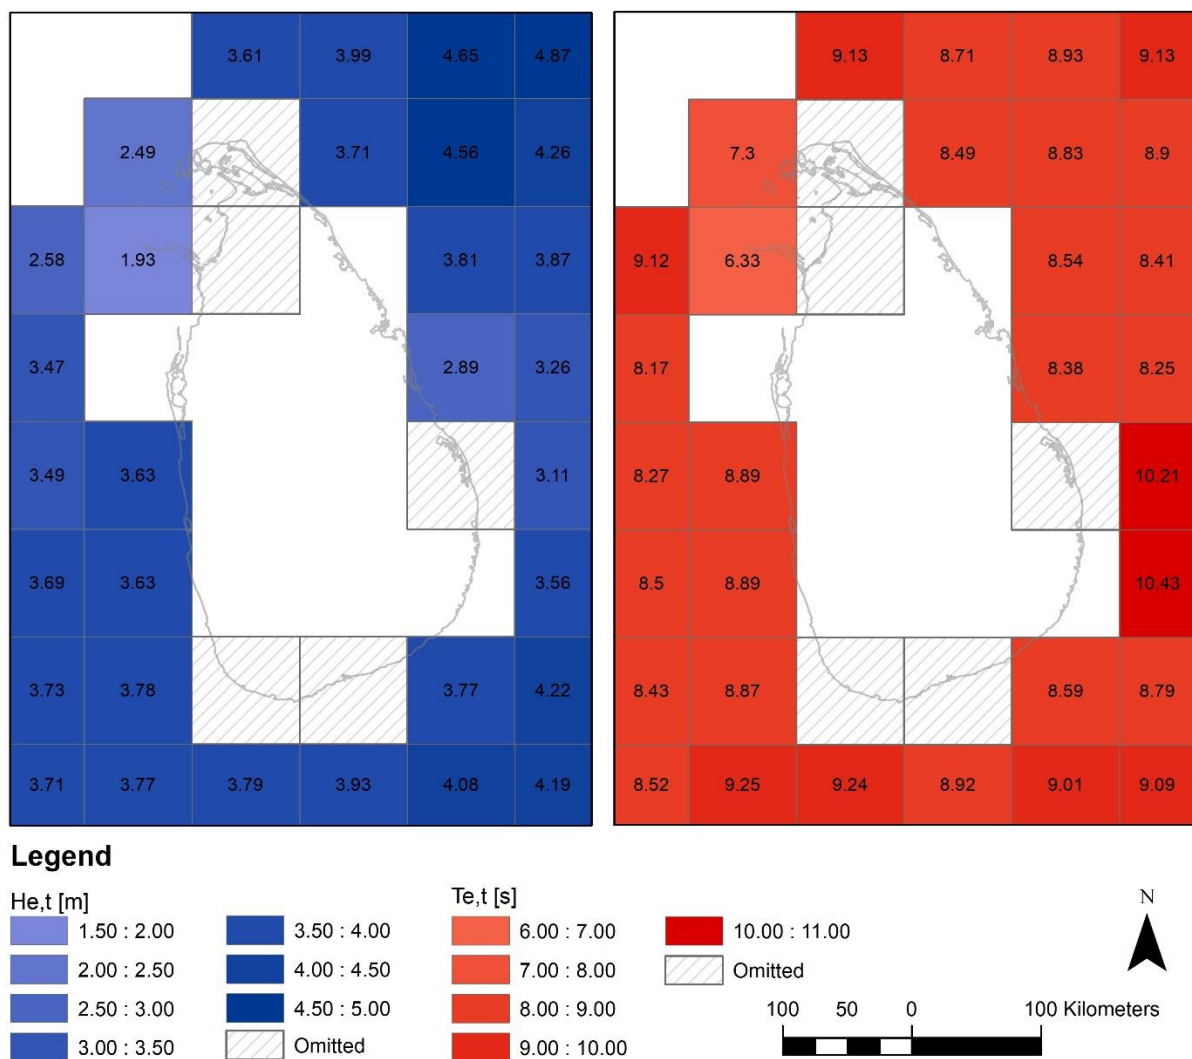 3.61 3.99 4.65 4.87 9.13 8.71 8.93 9.13
2.49 3.71 4.56 4.26 7.3 8.49 8.83 8.9
2.58 1.93 3.81 3.87 9.12 6.33 8.54 8.41
3.47 2.89 3.26 8.17 8.38 8.25
3.49 3.63 3.11 8.27 8.89 10.21
3.69 3.63 3.56 8.5 8.89 10.43
3.73 3.78 3.77 4.22 8.43 8.87 8.59 8.79
3.71 3.77 3.79 3.93 4.08 4.19 8.52 9.25 9.24 8.92 9.01 9.09
Legend
He,t [m]
1.50 : 2.00
2.00 : 2.50
2.50 : 3.00
3.00 : 3.50
3.50 : 4.00
4.00 : 4.50
4.50 : 5.00
Omitted
Te,t [s]
6.00 : 7.00
7.00 : 8.00
8.00 : 9.00
9.00 : 10.00
10.00 : 11.00
Omitted
N
100 50 0 100 Kilometers